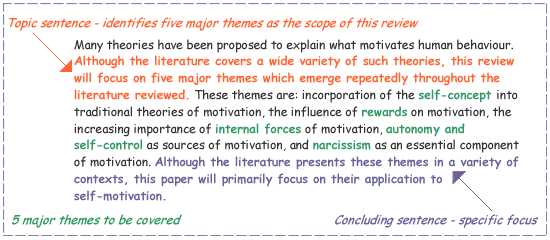 Topic sentence - identifies five major themes as the scope of this review
Many theories have been proposed to explain what motivates human behaviour.
Although the literature covers a wide variety of such theories, this review
will focus on five major themes which emerge repeatedly throughout the
literature reviewed. These themes are: incorporation of the self-concept into
traditional theories of motivation, the influence of rewards on motivation, the
increasing importance of internal forces of motivation, autonomy and
self-control as sources of motivation, and narcissism as an essential component
of motivation. Although the literature presents these themes in a variety of
contexts, this paper will primarily focus on their application to
self-motivation.
5 major themes to be covered
Concluding sentence - specific focus